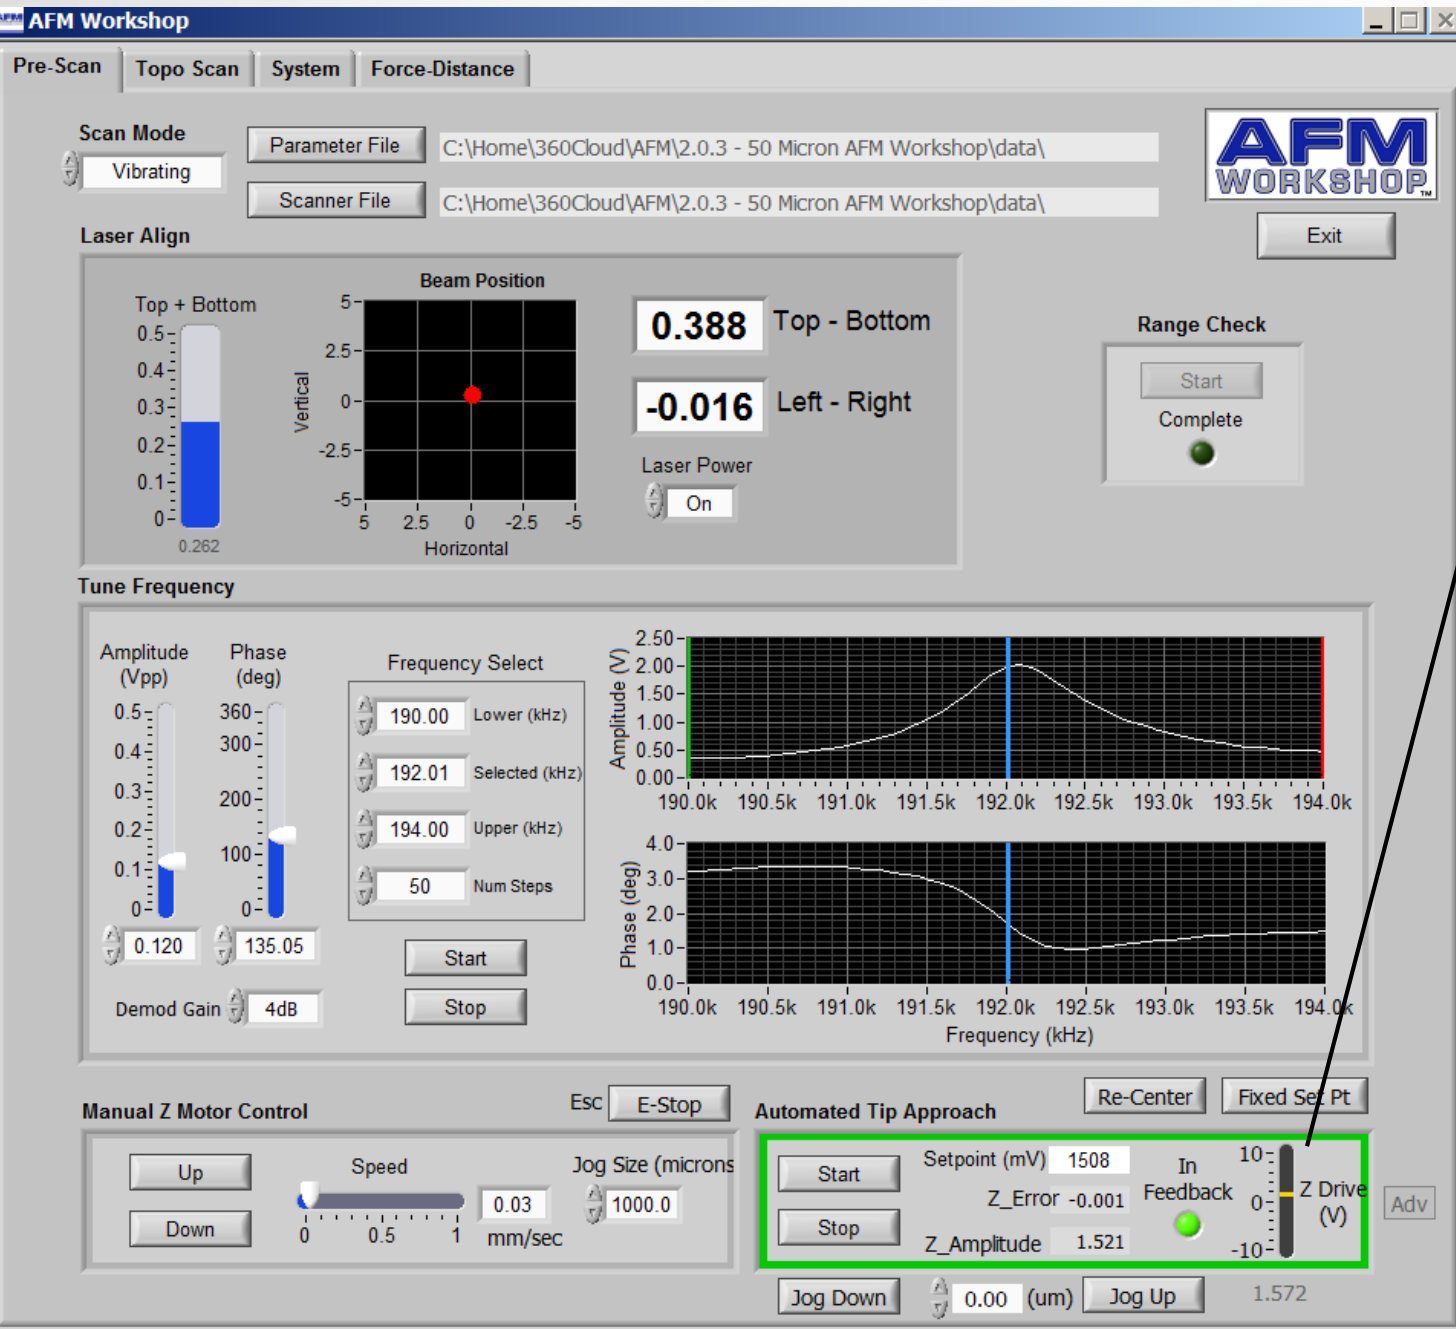 AFM Workshop
Pre-Scan Topo Scan System Force-Distance
Scan Mode
Vibrating
Parameter File C:\Home\360Cloud\AFM\2.0.3 - 50 Micron AFM Workshop\data\
Scanner File C:\Home\360Cloud\AFM\2.0.3 - 50 Micron AFM Workshop\data\
AFM
WORKSHOP™
Exit
Laser Align
Top + Bottom
0.5
0.4
0.3
0.2
0.1
0
0.262
Beam Position
Vertical
5
2.5
0
-2.5
-5
5 2.5 0 -2.5 -5
Horizontal
0.388 Top - Bottom
-0.016 Left - Right
Laser Power
On
Range Check
Start
Complete
Tune Frequency
Amplitude
(Vpp)
0.5
0.4
0.3
0.2
0.1
0
0.120
Phase
(deg)
360
300
200
100
0
135.05
Demod Gain 4dB
Frequency Select
190.00 Lower (kHz)
192.01 Selected (kHz)
194.00 Upper (kHz)
50 Num Steps
Start
Stop
Amplitude (V)
2.50
2.00
1.50
1.00
0.50
0.00
190.0k 190.5k 191.0k 191.5k 192.0k 192.5k 193.0k 193.5k 194.0k
Phase (deg)
4.0
3.0
2.0
1.0
0.0
190.0k 190.5k 191.0k 191.5k 192.0k 192.5k 193.0k 193.5k 194.0k
Frequency (kHz)
Manual Z Motor Control
Esc E-Stop
Up
Down
Speed
0 0.5 1
0.03
mm/sec
Jog Size (microns
1000.0
Automated Tip Approach
Re-Center Fixed Set Pt
Start
Stop
Setpoint (mV) 1508
Z_Error -0.001
Z_Amplitude 1.521
In
Feedback
10
0
-10
Z Drive
(V)
Adv
Jog Down 0.00 (um) Jog Up 1.572